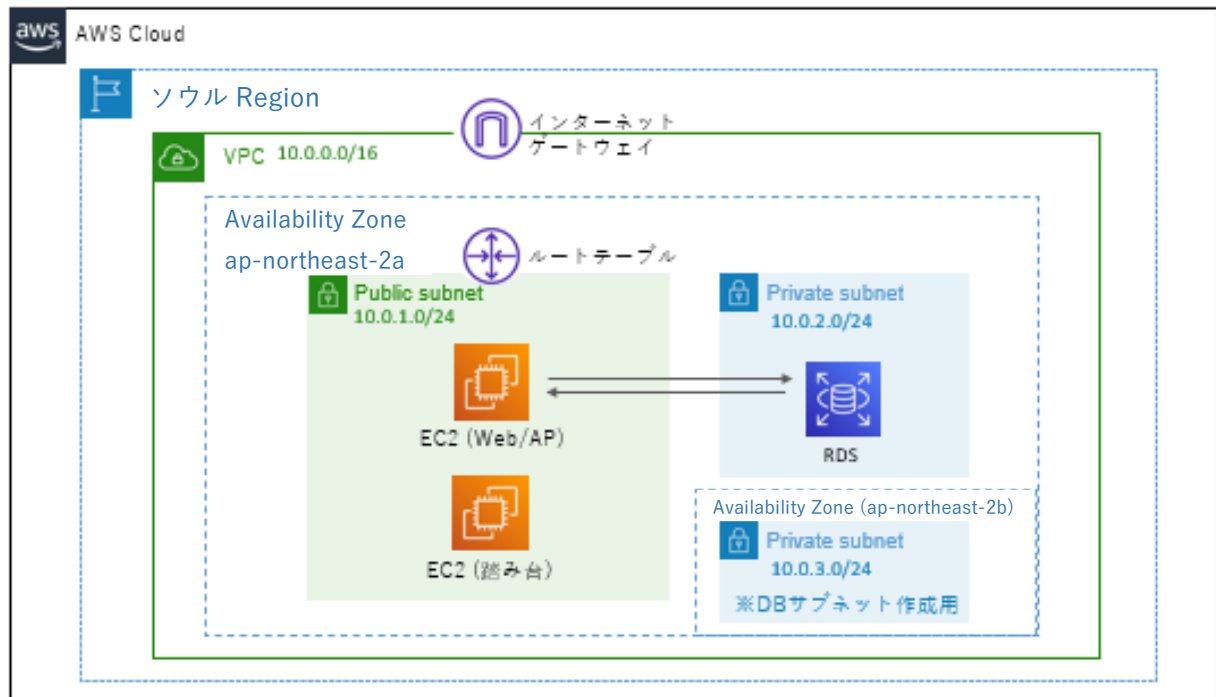 aws
AWS Cloud
ソウル Region
インターネット
ゲートウェイ
VPC 10.0.0.0/16
Availability Zone
ap-northeast-2a
ルートテーブル
Public subnet
10.0.1.0/24
Private subnet
10.0.2.0/24
EC2 (Web/AP)
RDS
EC2 (踏み台)
Availability Zone (ap-northeast-2b)
Private subnet
10.0.3.0/24
※DBサブネット作成用